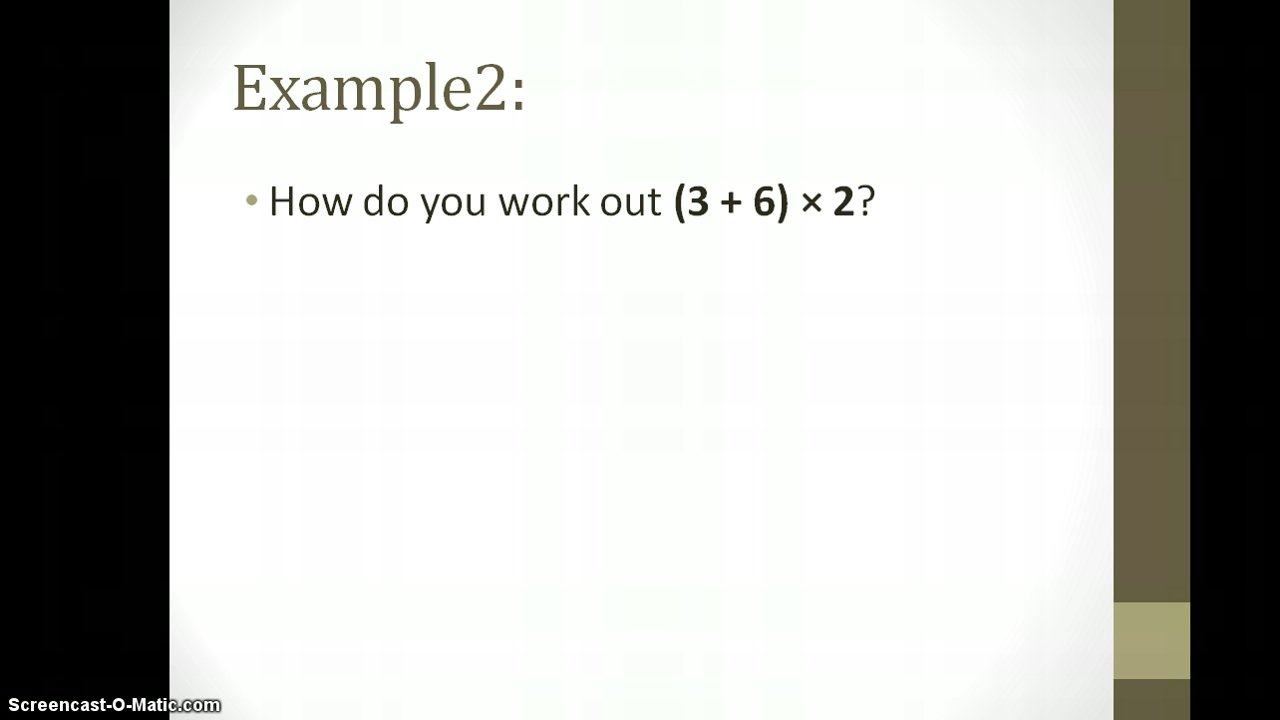 Example2:
• How do you work out (3 + 6) × 2?
Screencast-O-Matic.com